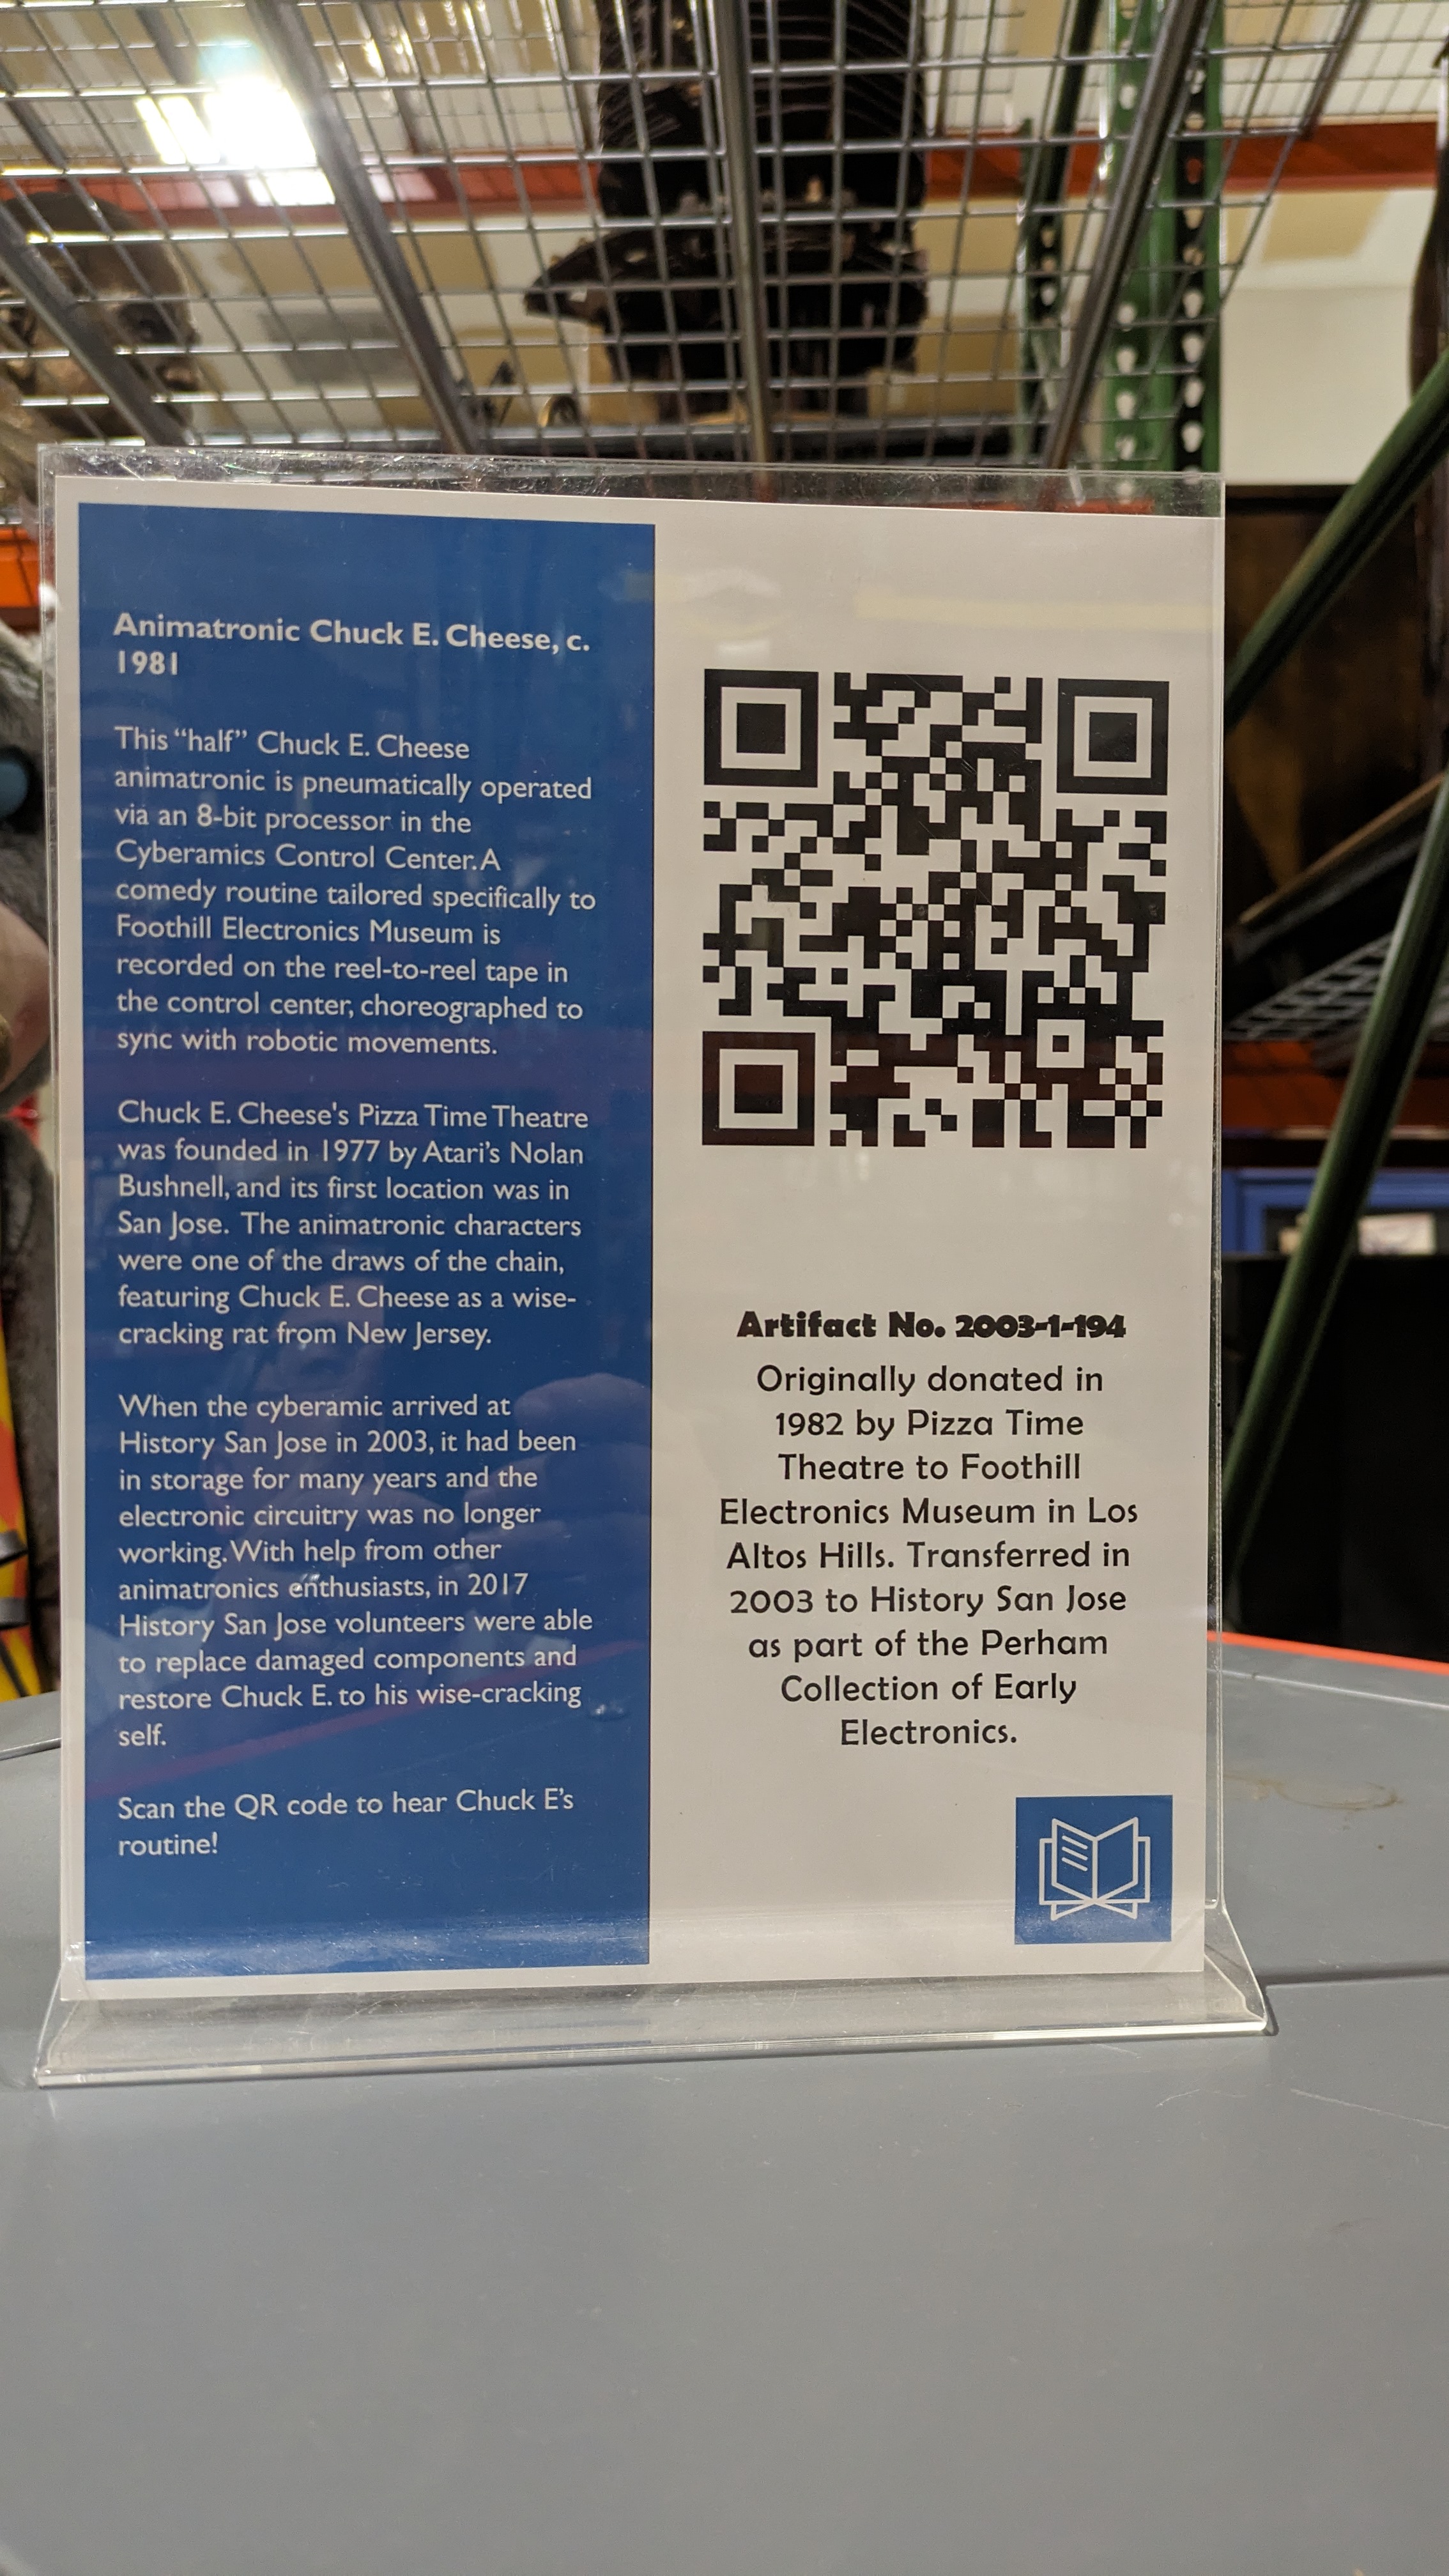 Animatronic Chuck E. Cheese, c.
1981
This “half” Chuck E. Cheese
animatronic is pneumatically operated
via an 8-bit processor in the
Cyberamics Control Center. A
comedy routine tailored specifically to
Foothill Electronics Museum is
recorded on the reel-to-reel tape in
the control center, choreographed to
sync with robotic movements.
Chuck E. Cheese's Pizza Time Theatre
was founded in 1977 by Atari’s Nolan
Bushnell, and its first location was in
San Jose. The animatronic characters
were one of the draws of the chain,
featuring Chuck E. Cheese as a wise-
cracking rat from New Jersey.
When the cyberamic arrived at
History San Jose in 2003, it had been
in storage for many years and the
electronic circuitry was no longer
working. With help from other
animatronics enthusiasts, in 2017
History San Jose volunteers were able
to replace damaged components and
restore Chuck E. to his wise-cracking
self.
Scan the QR code to hear Chuck E’s
routine!
Artifact No. 2003-1-194
Originally donated in
1982 by Pizza Time
Theatre to Foothill
Electronics Museum in Los
Altos Hills. Transferred in
2003 to History San Jose
as part of the Perham
Collection of Early
Electronics.